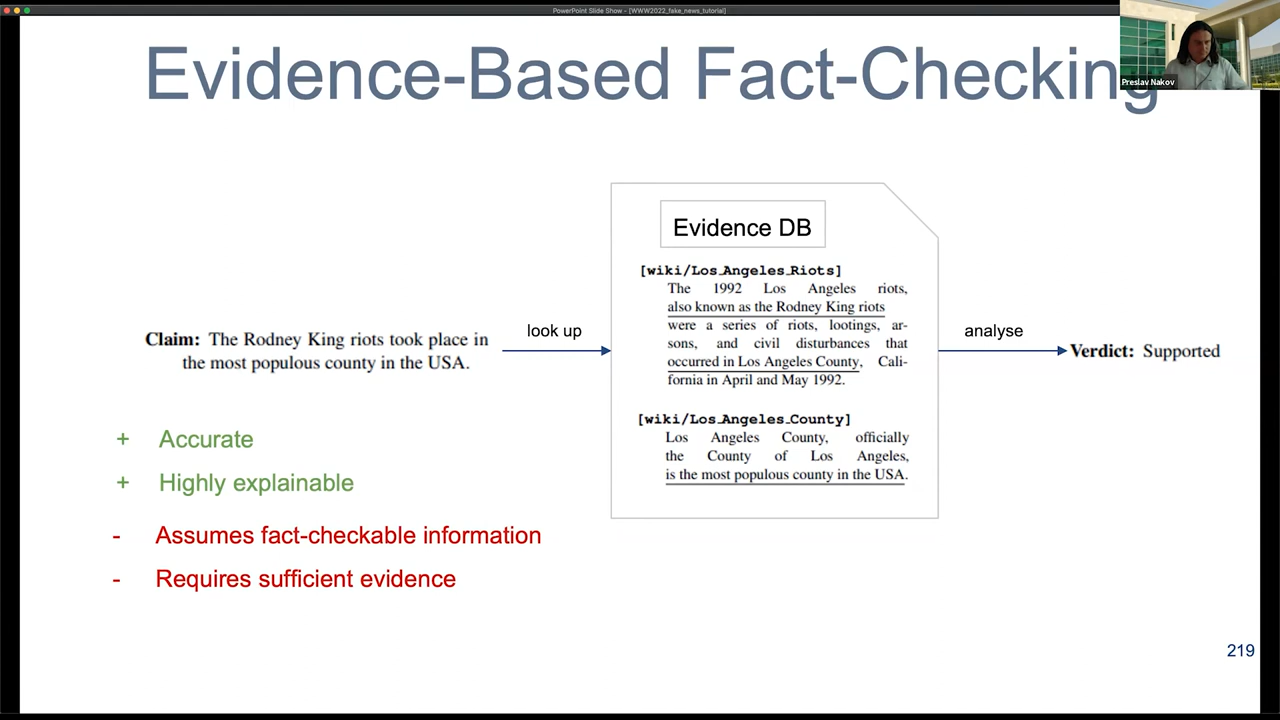 PowerPoint Slide Show - [WWW2022_fake_news_tutorial]
Evidence-Based Fact-Checking
Preslav Nakov
Claim: The Rodney King riots took place in
the most populous county in the USA.
look up
Evidence DB
[wiki/Los_Angeles_Riots]
The 1992 Los Angeles riots,
also known as the Rodney King riots
were a series of riots, lootings, ar-
sons, and civil disturbances that
occurred in Los Angeles County, Cali-
fornia in April and May 1992.
[wiki/Los_Angeles_County]
Los Angeles County, officially
the County of Los Angeles,
is the most populous county in the USA.
analyse
Verdict: Supported
+ Accurate
+ Highly explainable
- Assumes fact-checkable information
- Requires sufficient evidence
219